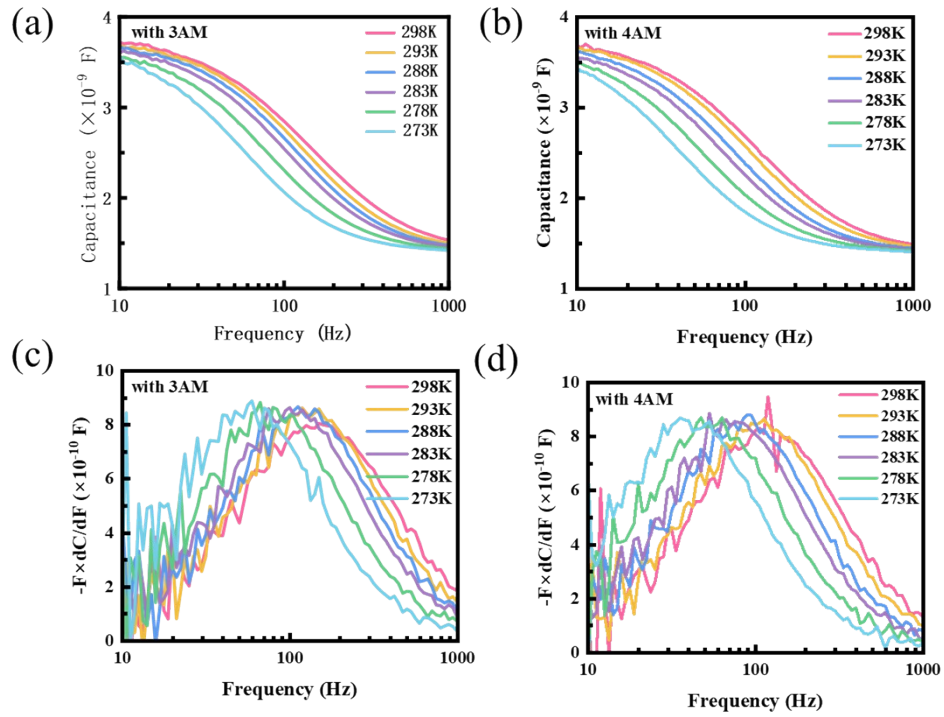 (a)
with 3AM
298K
293K
288K
283K
278K
273K
Capacitance (×10⁻⁹ F)
4
3
2
1
10
100
1000
Frequency (Hz)
(b)
with 4AM
298K
293K
288K
283K
278K
273K
Capacitance (×10⁻⁹ F)
4
3
2
1
10
100
1000
Frequency (Hz)
(c)
with 3AM
298K
293K
288K
283K
278K
273K
-F×dC/dF (×10⁻¹⁰ F)
10
8
6
4
2
0
10
100
1000
Frequency (Hz)
(d)
with 4AM
298K
293K
288K
283K
278K
273K
-F×dC/dF (×10⁻¹⁰ F)
10
8
6
4
2
0
10
100
1000
Frequency (Hz)